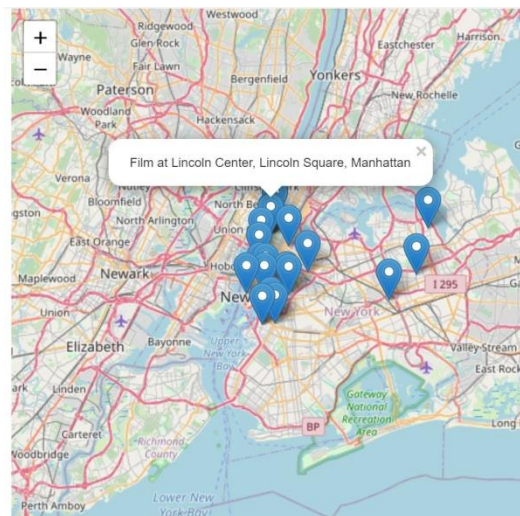 Westwood
Harrison
+
Ridgewood
Glen Rock
Eastchester
Wayne
Fair Lawn
Yonkers
−
Paterson
New Rochelle
Bergenfield
Woodland
Park
Hackensack
×
Film at Lincoln Center, Lincoln Square, Manhattan
Verona
Bloomfield
North Be
North Arlington
Union
East Orange
Maplewood
Newark
Hobo
I 295
New
New York
Union
Bayonne
Elizabeth
Upper
New York
Bay
Valley Stream
East Rock
Linden
Gateway
National
Recreation
Area
Carteret
BP
Long
Richmond
County
Woodbridge
Lower New
York Bay
Perth Amboy